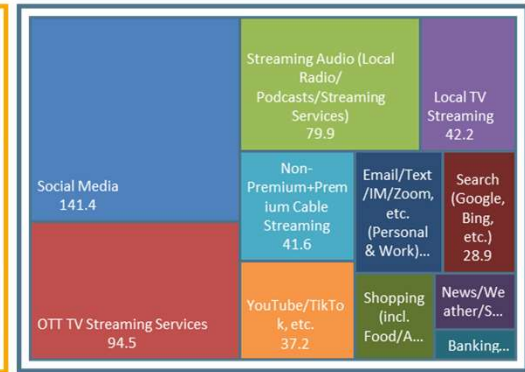 Social Media
141.4
OTT TV Streaming Services
94.5
Streaming Audio (Local
Radio/
Podcasts/Streaming
Services)
79.9
Local TV
Streaming
42.2
Non-
Premium+Prem
ium Cable
Streaming
41.6
Email/Text
/IM/Zoom,
etc.
(Personal
& Work)...
Search
(Google,
Bing,
etc.)
28.9
YouTube/TikTo
k, etc.
37.2
Shopping
(incl.
Food/A...
News/We
ather/S...
Banking...